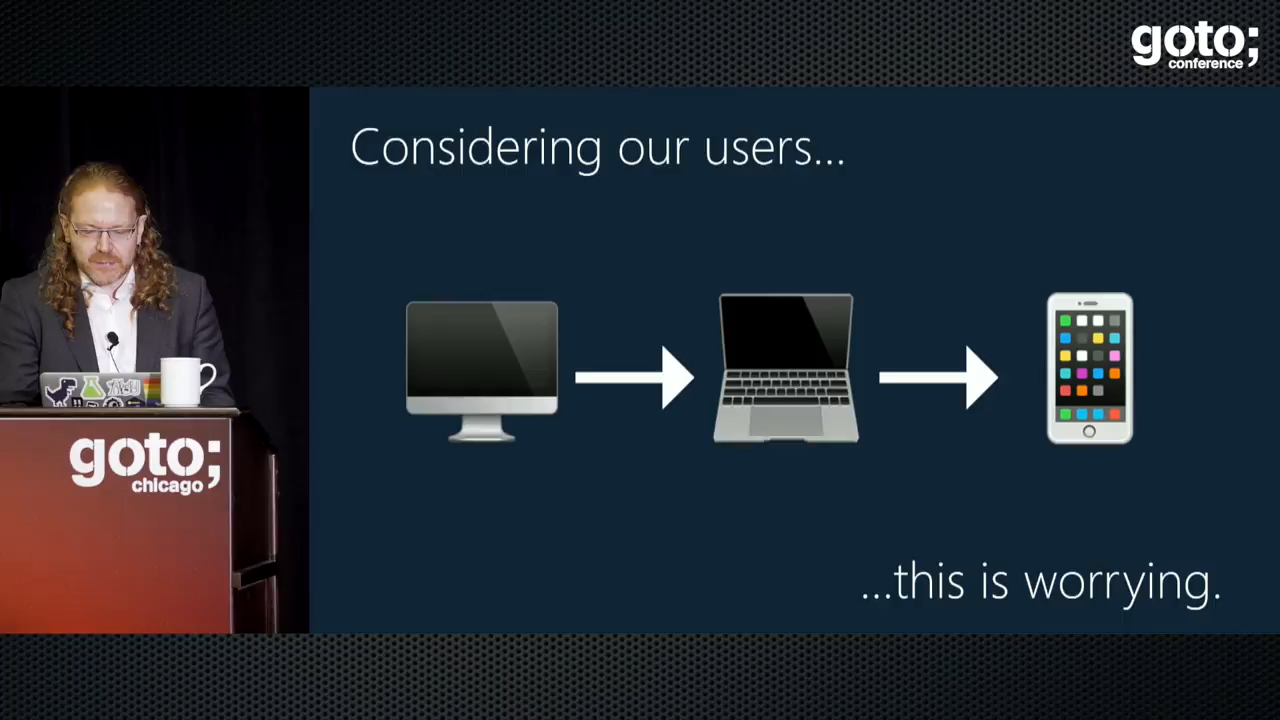 goto;
conference
Considering our users...
goto;
chicago
...this is worrying.